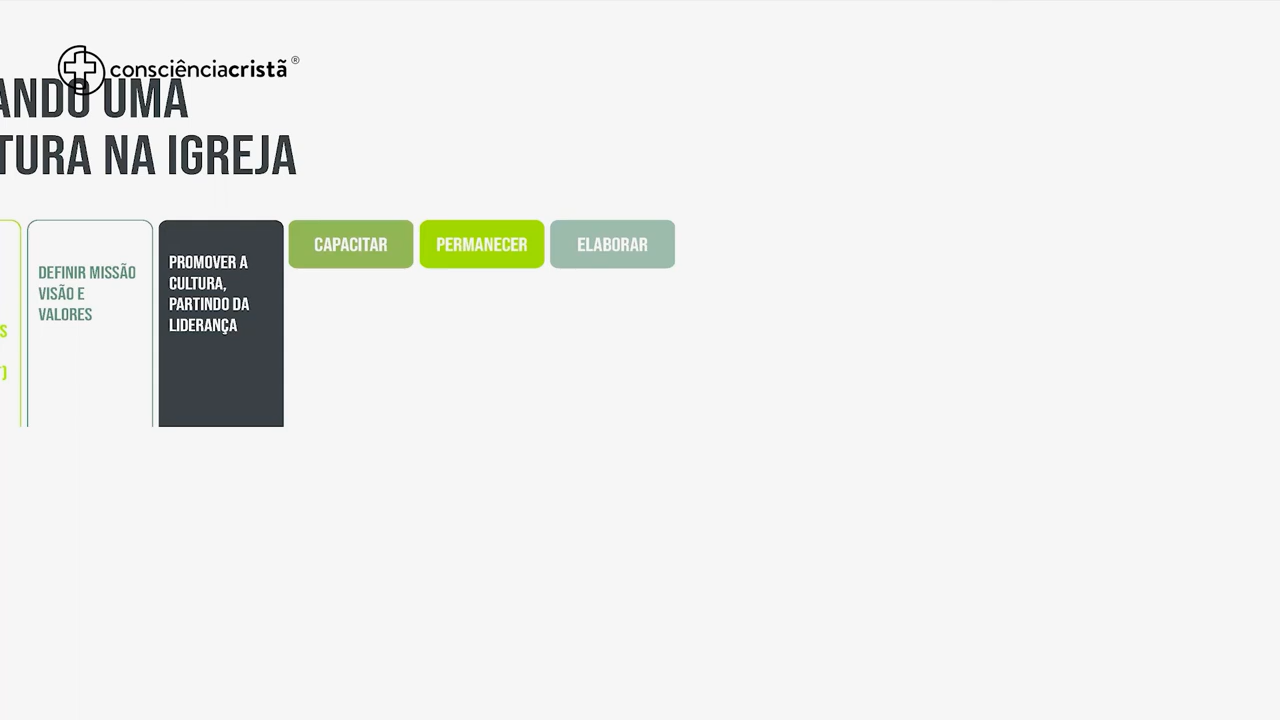 consciênciacristã®
ANDO UMA
TURA NA IGREJA
S
T)
DEFINIR MISSÃO
VISÃO E
VALORES
PROMOVER A
CULTURA,
PARTINDO DA
LIDERANÇA
CAPACITAR
PERMANECER
ELABORAR